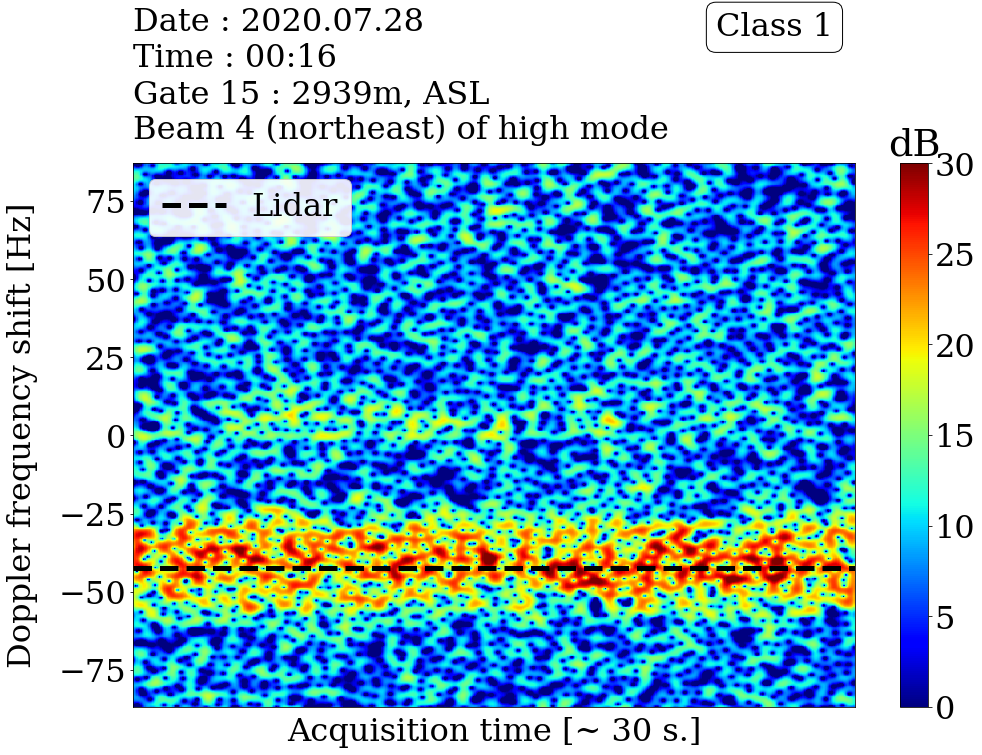 Date : 2020.07.28
Time : 00:16
Gate 15 : 2939m, ASL
Beam 4 (northeast) of high mode
Class 1
dB
Lidar
Doppler frequency shift [Hz]
75
50
25
0
−25
−50
−75
30
25
20
15
10
5
0
Acquisition time [~ 30 s.]